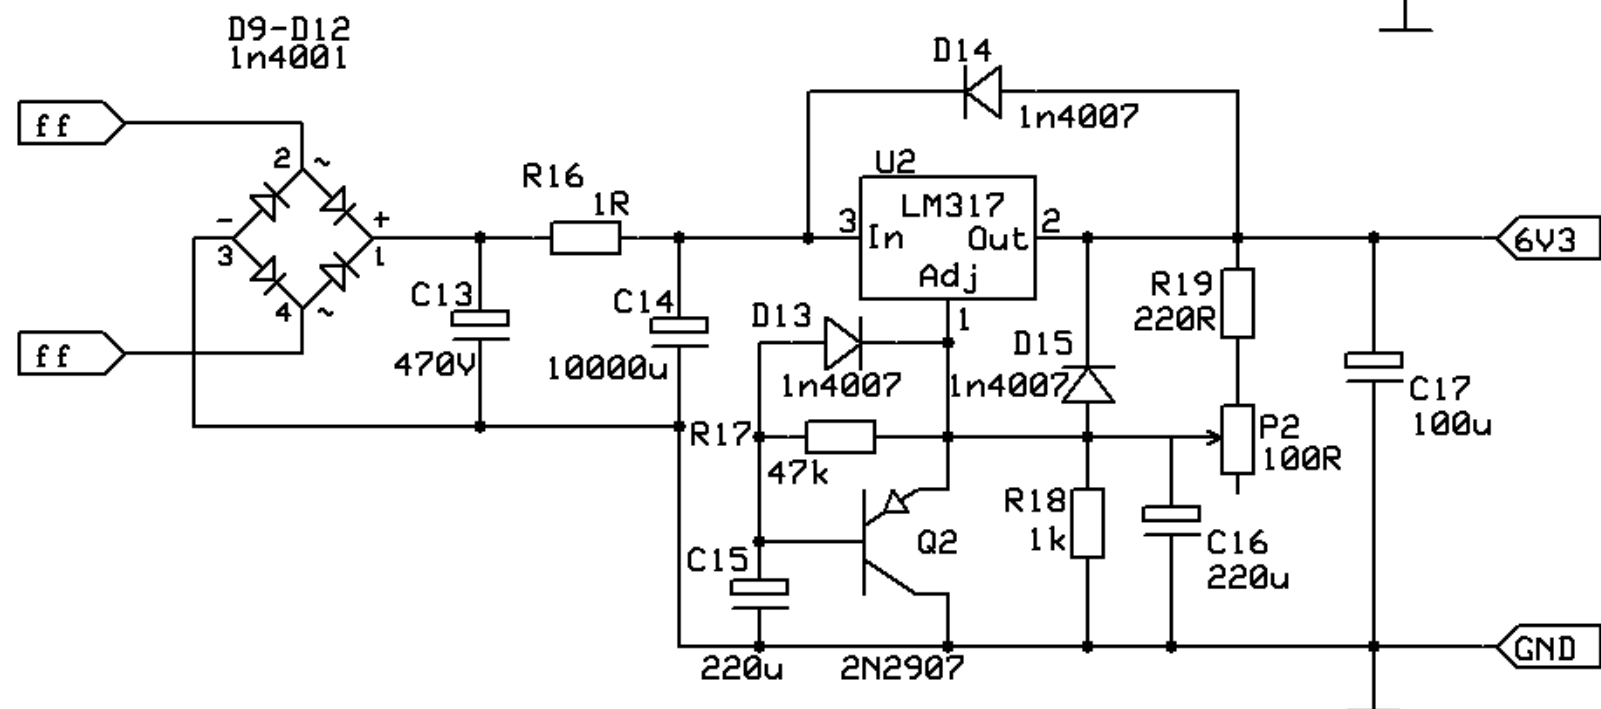 D9-D12
1n4001
ff
2 ~
- +
3 1
4 ~
ff
R16
1R
C13
470V
C14
10000u
D14
1n4007
U2
LM317
3 In Out 2
Adj
1
D13
1n4007
D15
1n4007
R17
47k
C15
220u
Q2
2N2907
R18
1k
C16
220u
R19
220R
P2
100R
C17
100u
6V3
GND